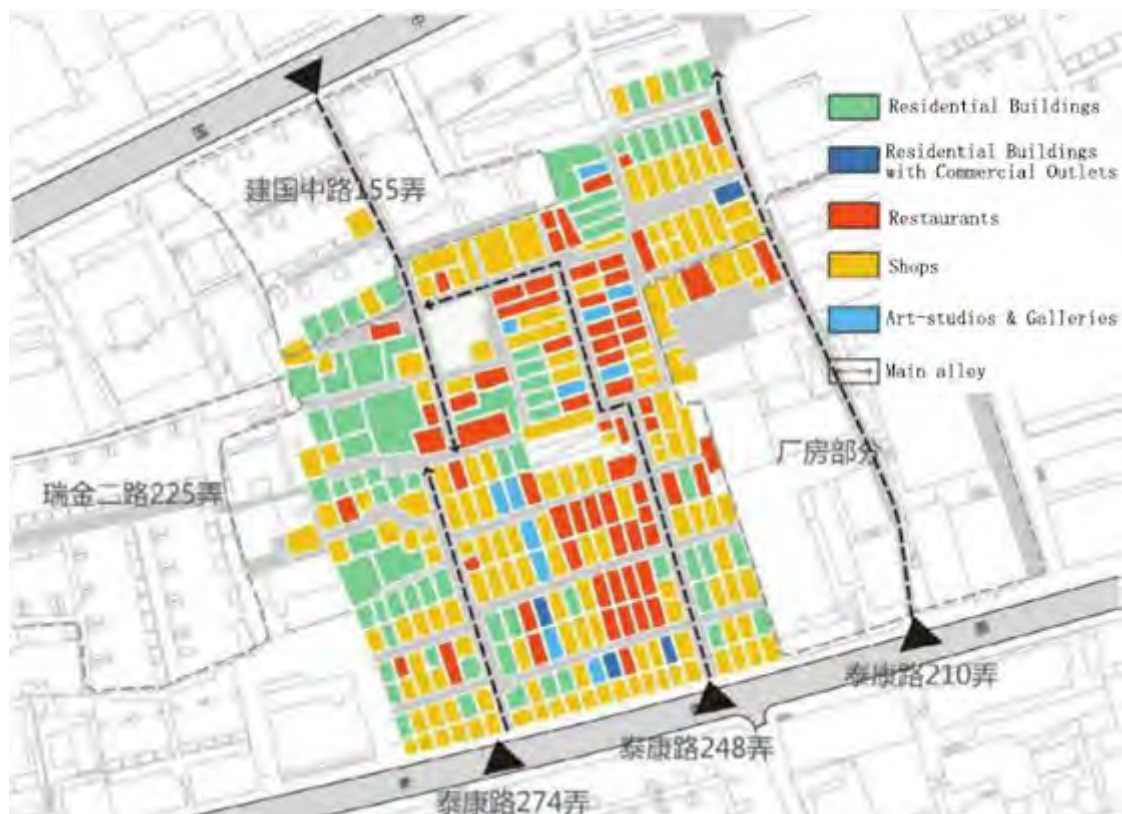 建国中路155弄
瑞金二路225弄
厂房部分
泰康路210弄
泰康路248弄
泰康路274弄
Residential Buildings
Residential Buildings
with Commercial Outlets
Restaurants
Shops
Art-studios & Galleries
Main alley